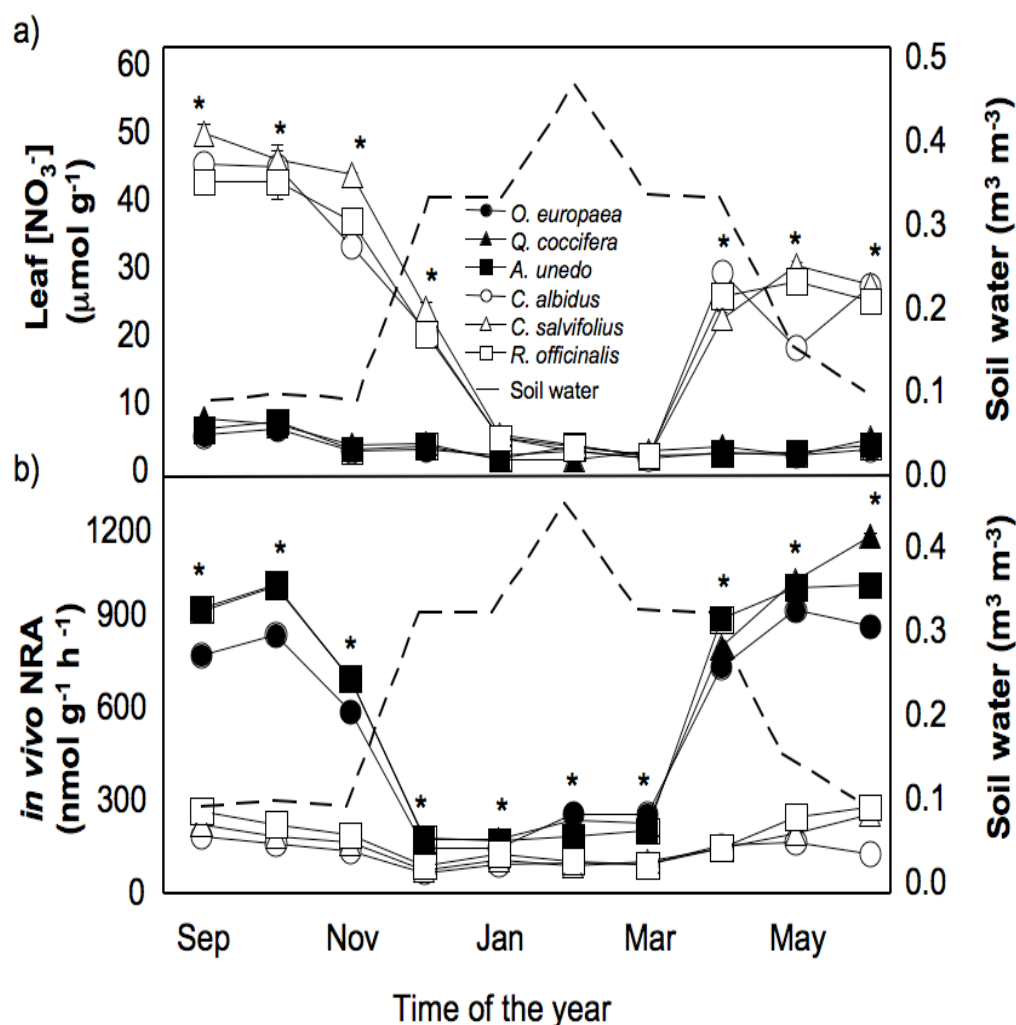 a)
Leaf [NO₃⁻]
(μmol g⁻¹)
60
50
40
30
20
10
0
* * * * * * *
O. europaea
Q. coccifera
A. unedo
C. albidus
C. salvifolius
R. officinalis
Soil water
0.5
0.4
0.3
0.2
0.1
0.0
Soil water (m³ m⁻³)
b)
in vivo NRA
(nmol g⁻¹ h ⁻¹)
1200
900
600
300
0
* * * * * * * * * *
0.4
0.3
0.2
0.1
0.0
Soil water (m³ m⁻³)
Sep Nov Jan Mar May
Time of the year